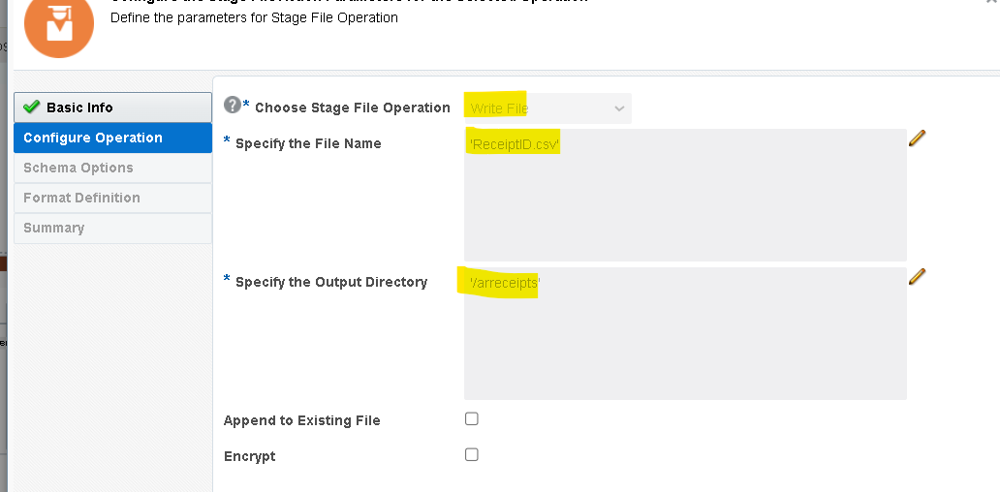 Define the parameters for Stage File Operation
Basic Info
Configure Operation
Schema Options
Format Definition
Summary
* Choose Stage File Operation
Write File
* Specify the File Name
'ReceiptID.csv'
* Specify the Output Directory
'/arreceipts'
Append to Existing File
Encrypt